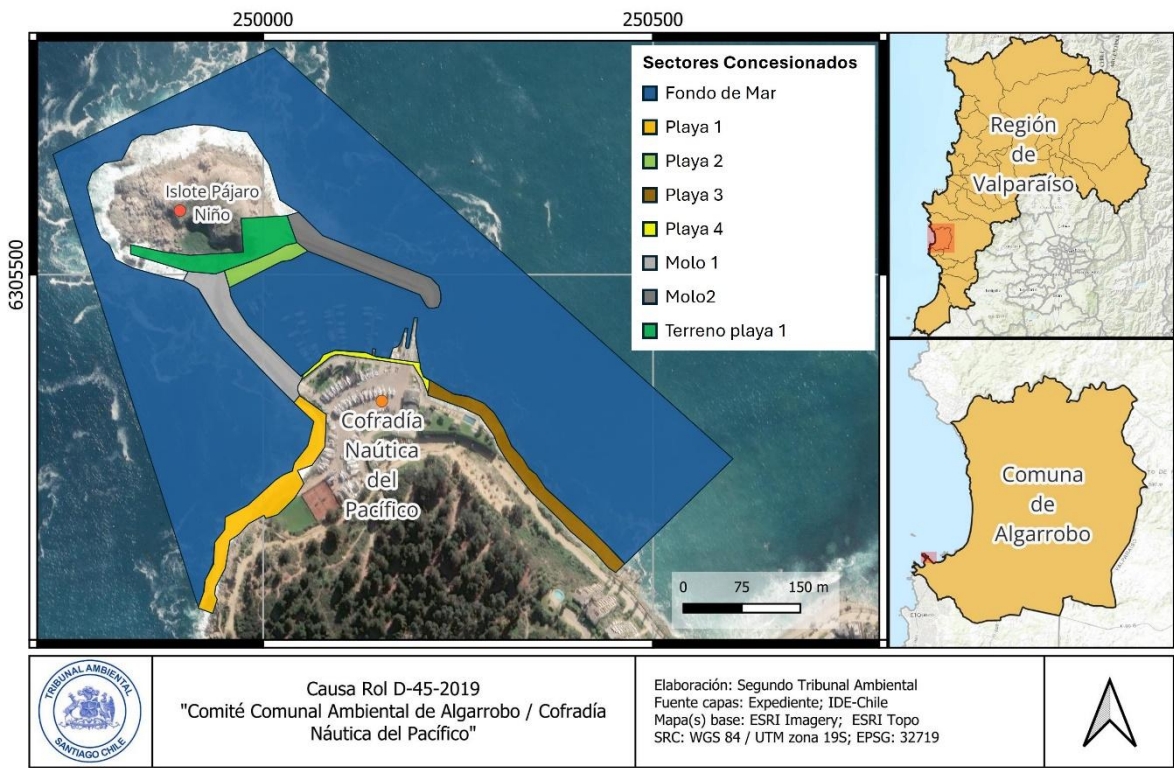 250000
250500
6305500
Sectores Concesionados
Fondo de Mar
Playa 1
Playa 2
Playa 3
Playa 4
Molo 1
Molo2
Terreno playa 1
Islote Pájaro
Niño
Cofradía
Naútica
del
Pacífico
0 75 150 m
Región
de
Valparaíso
Comuna
de
Algarrobo
TRIBUNAL AMBIENTAL
SANTIAGO CHILE
Causa Rol D-45-2019
"Comité Comunal Ambiental de Algarrobo / Cofradía
Náutica del Pacífico"
Elaboración: Segundo Tribunal Ambiental
Fuente capas: Expediente; IDE-Chile
Mapa(s) base: ESRI Imagery; ESRI Topo
SRC: WGS 84 / UTM zona 19S; EPSG: 32719